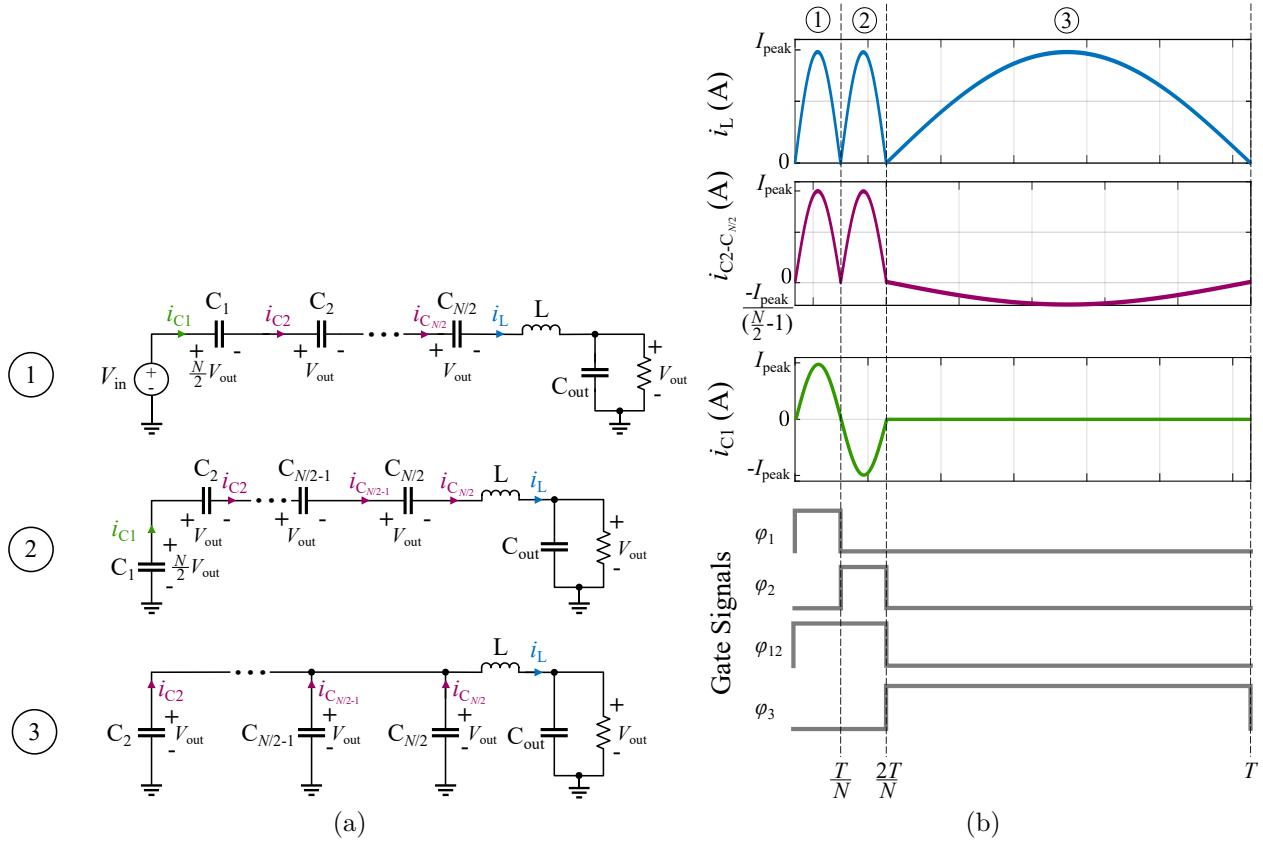 1
V_in
+
-
i_C1
C_1
+ -
N/2 V_out
i_C2
C_2
+ -
V_out
i_C_N/2
C_N/2
+ -
V_out
i_L
L
C_out
+
V_out
-
2
i_C1
C_1
+
N/2 V_out
-
C_2
i_C2
+ -
V_out
C_N/2-1
i_C_N/2-1
+ -
V_out
C_N/2
i_C_N/2
+ -
V_out
L
i_L
C_out
+
V_out
-
3
i_C2
C_2
+
V_out
-
i_C_N/2-1
C_N/2-1
+
V_out
-
i_C_N/2
C_N/2
+
V_out
-
L
i_L
C_out
+
V_out
-
(a)
1 2 3
I_peak
0
i_L (A)
I_peak
0
-I_peak
(N/2-1)
i_C2-C_N/2 (A)
I_peak
0
-I_peak
i_C1 (A)
Gate Signals
φ_1
φ_2
φ_12
φ_3
T/N 2T/N T
(b)